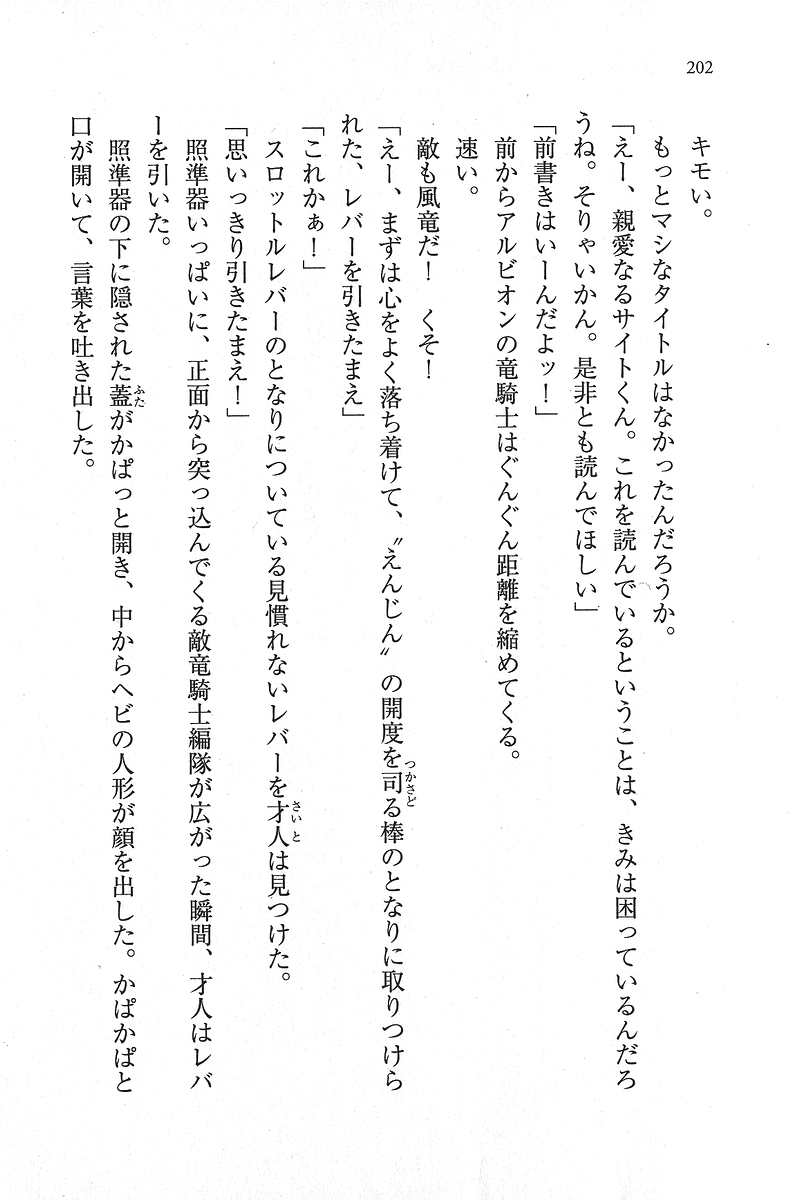 202
キモい。
もっとマシなタイトルはなかったんだろうか。
「えー、親愛なるサイトくん。これを読んでいるということは、きみは困っているんだろ
うね。そりゃいかん。是非とも読んでほしい」
「前書きはいーんだよッ！」
前からアルビオンの竜騎士はぐんぐん距離を縮めてくる。
速い。
敵も風竜だ！　くそ！
「えー、まずは心をよく落ち着けて、〝えんじん〟の開度を司る棒のとなりに取りつけら
れた、レバーを引きたまえ」
「これかぁ！」
スロットルレバーのとなりについている見慣れないレバーを才人は見つけた。
「思いっきり引きたまえ！」
照準器いっぱいに、正面から突っ込んでくる敵竜騎士編隊が広がった瞬間、才人はレバ
ーを引いた。
照準器の下に隠された蓋がかぱっと開き、中からヘビの人形が顔を出した。かぱかぱと
口が開いて、言葉を吐き出した。